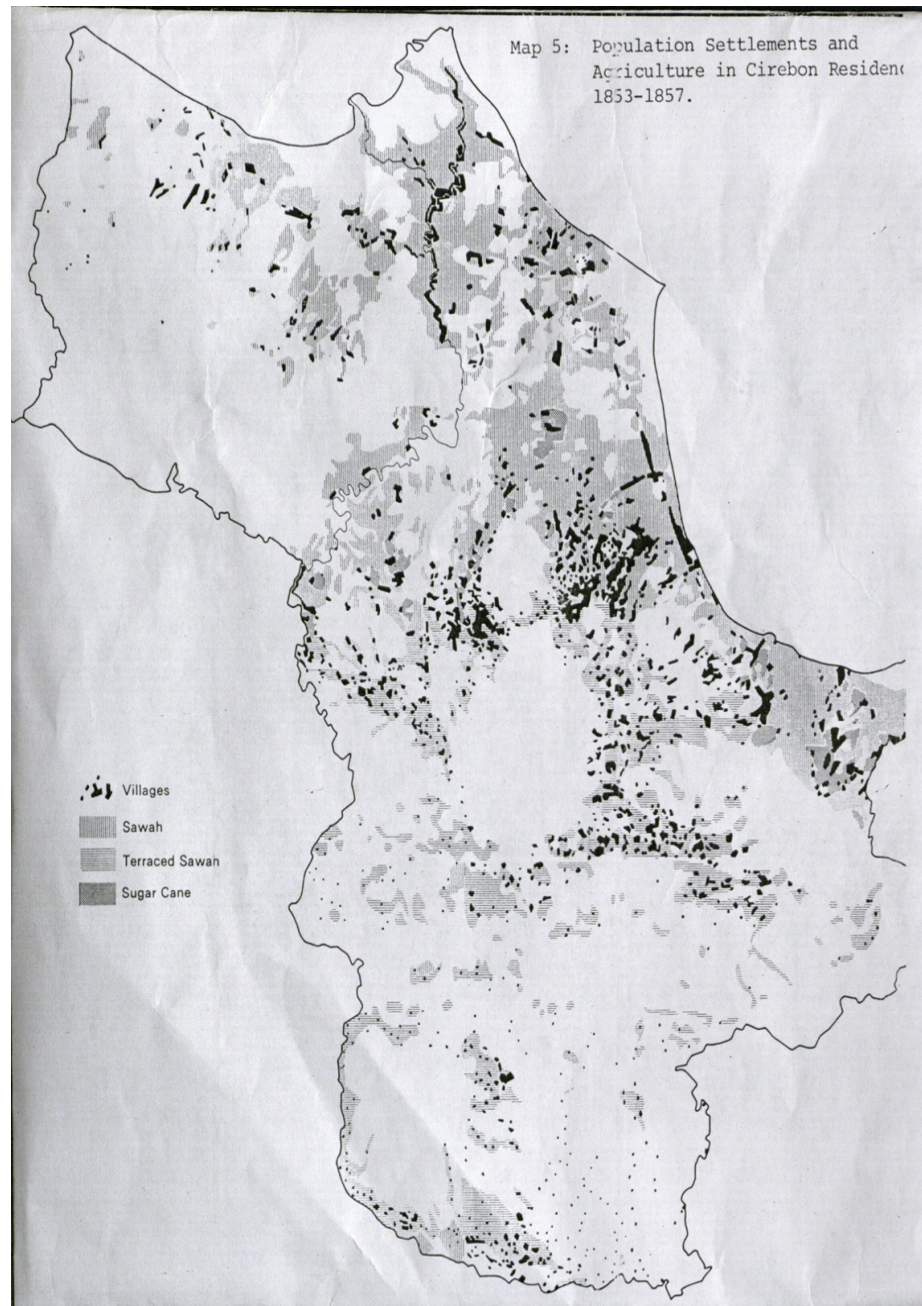 Map 5: Population Settlements and
Agriculture in Cirebon Residenc
1853-1857.
Villages
Sawah
Terraced Sawah
Sugar Cane